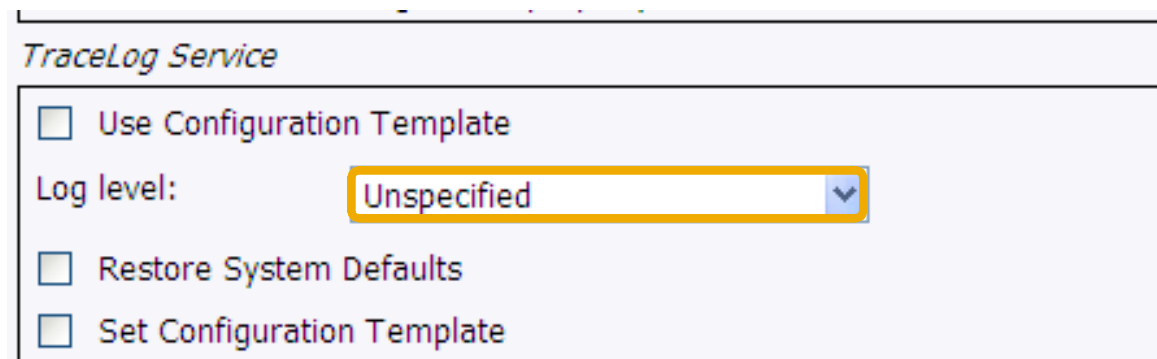 TraceLog Service
Use Configuration Template
Log level: Unspecified
Restore System Defaults
Set Configuration Template